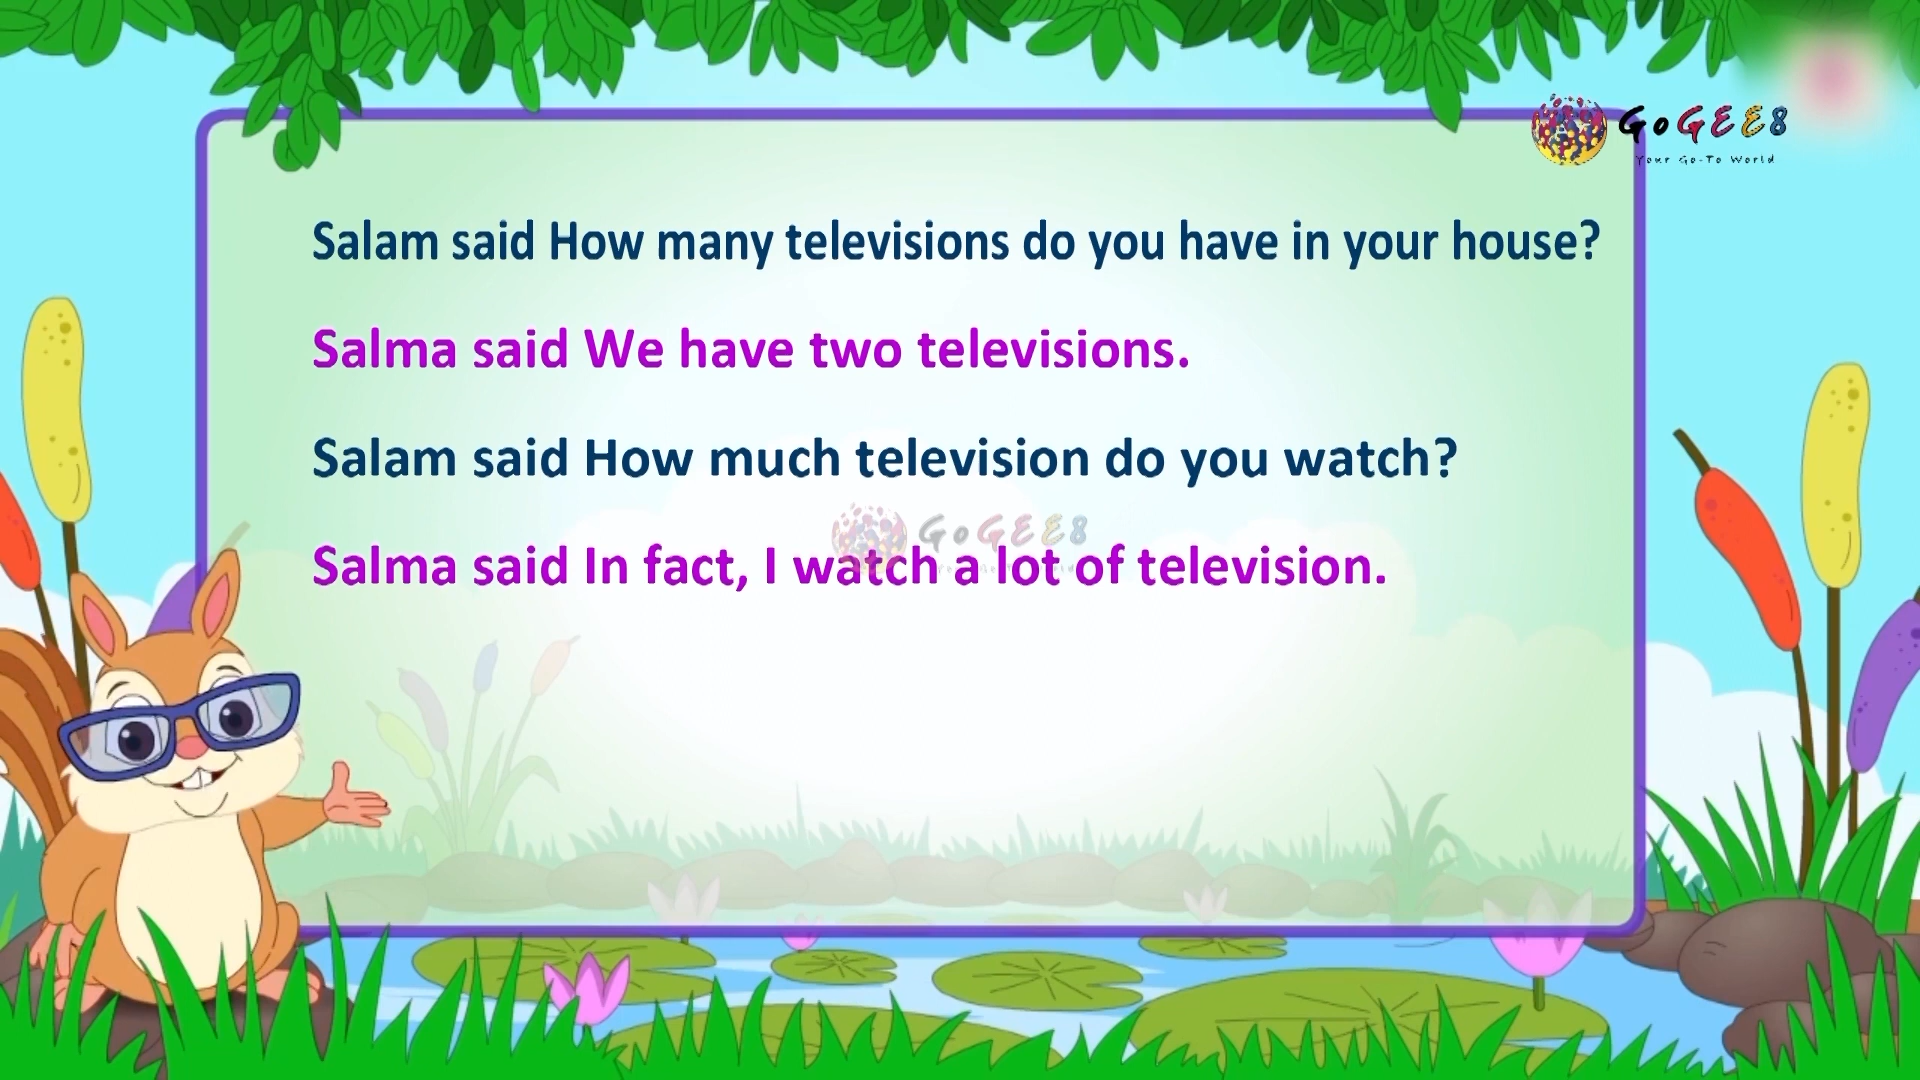 GoGEE8
Your Go-To World
Salam said How many televisions do you have in your house?
Salma said We have two televisions.
Salam said How much television do you watch?
GoGEE8
Salma said In fact, I watch a lot of television.